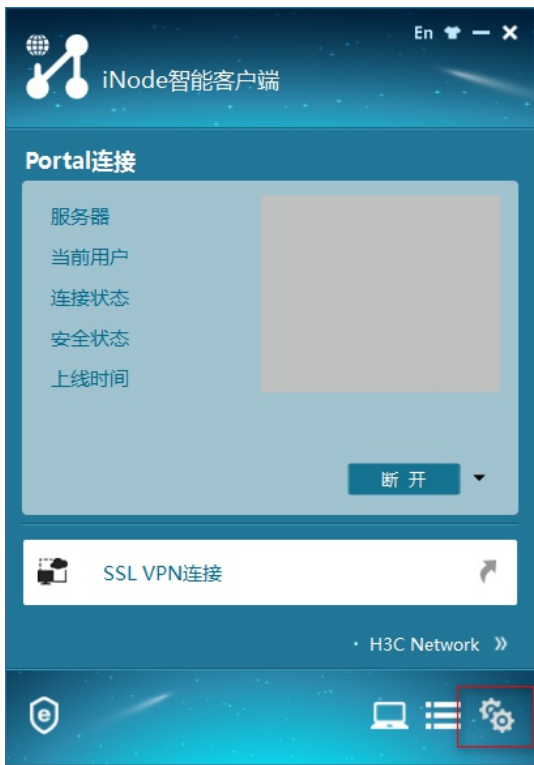 En
iNode智能客户端
Portal连接
服务器
当前用户
连接状态
安全状态
上线时间
断 开
SSL VPN连接
· H3C Network »
e